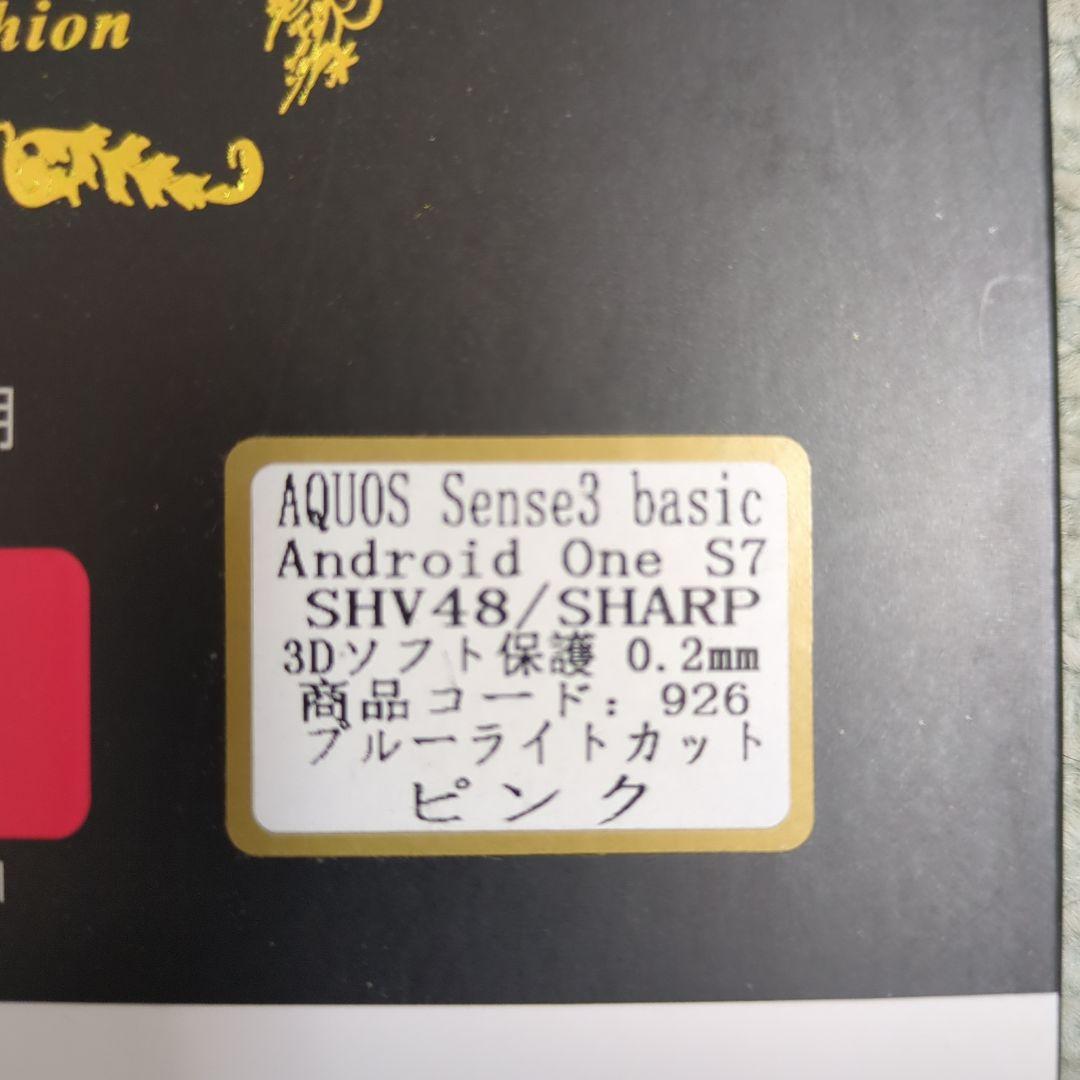 hion
用
AQUOS Sense3 basic
Android One S7
SHV48/SHARP
3Dソフト保護 0.2mm
商品コード: 926
ブルーライトカット
ピンク